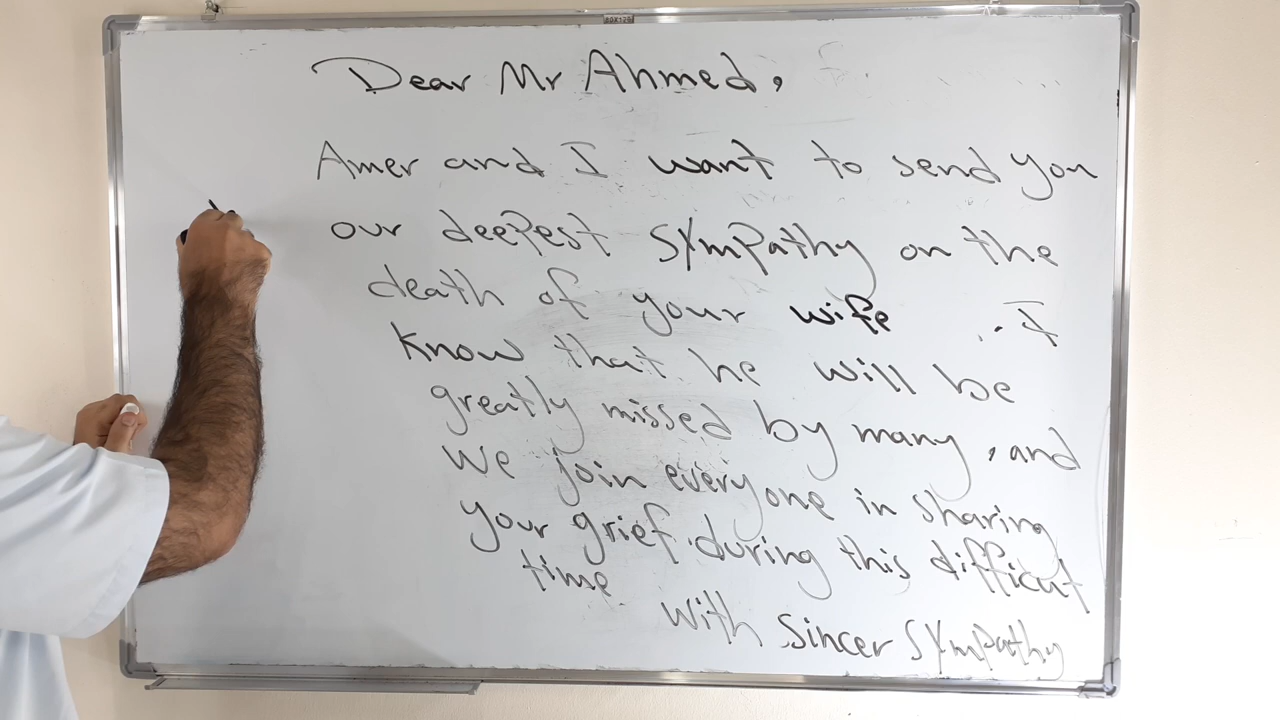 Dear Mr Ahmed,
Amer and I want to send you
our deepest sympathy on the
death of your wife . I
know that he will be
greatly missed by many , and
we join everyone in sharing
your grief during this difficut
time
With Sincer Sympathy